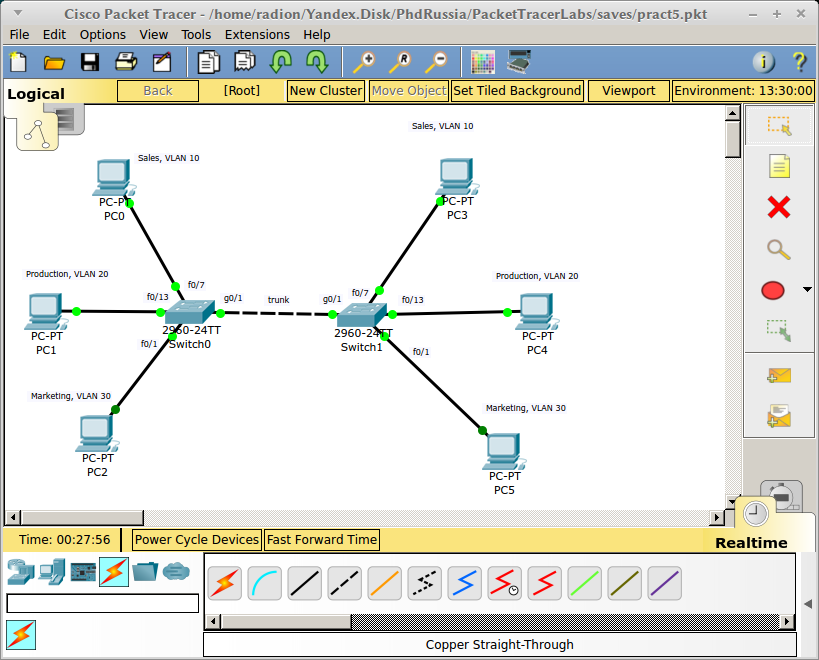 Cisco Packet Tracer - /home/radion/Yandex.Disk/PhdRussia/PacketTracerLabs/saves/pract5.pkt
File Edit Options View Tools Extensions Help
Logical Back [Root] New Cluster Move Object Set Tiled Background Viewport Environment: 13:30:00
Sales, VLAN 10
Sales, VLAN 10
PC-PT
PC0
PC-PT
PC3
Production, VLAN 20
Production, VLAN 20
f0/7
f0/13
g0/1
trunk
g0/1
f0/7
f0/13
2960-24TT
Switch0
2960-24TT
Switch1
PC-PT
PC1
PC-PT
PC4
f0/1
f0/1
Marketing, VLAN 30
Marketing, VLAN 30
PC-PT
PC2
PC-PT
PC5
Time: 00:27:56 Power Cycle Devices Fast Forward Time Realtime
Copper Straight-Through